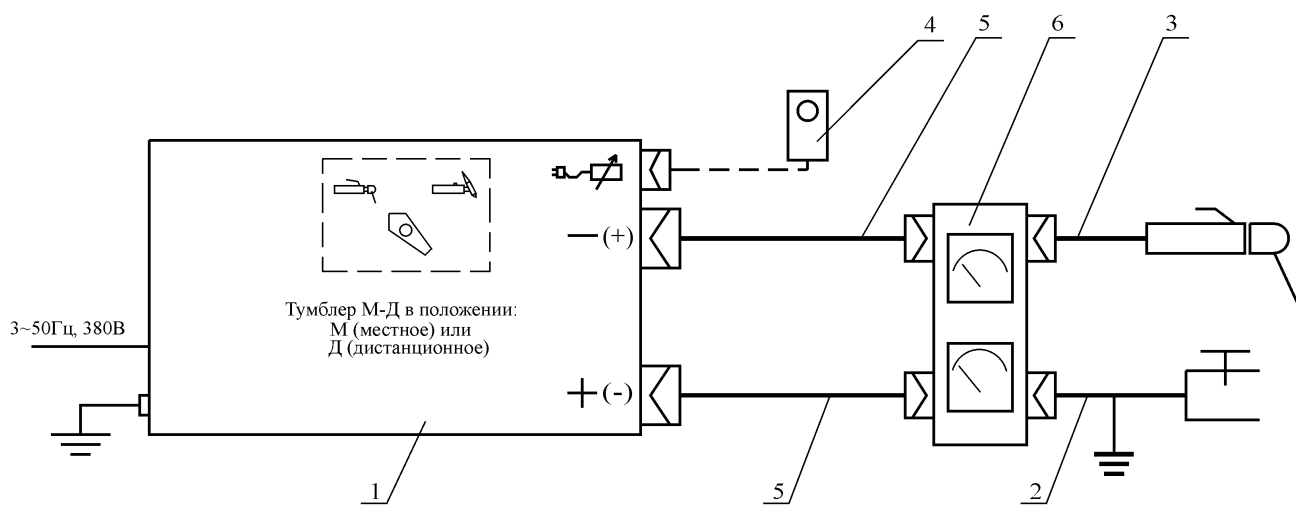 4
5
6
3
– (+)
Тумблер М-Д в положении:
М (местное) или
Д (дистанционное)
3~50Гц, 380В
+ (-)
1
5
2